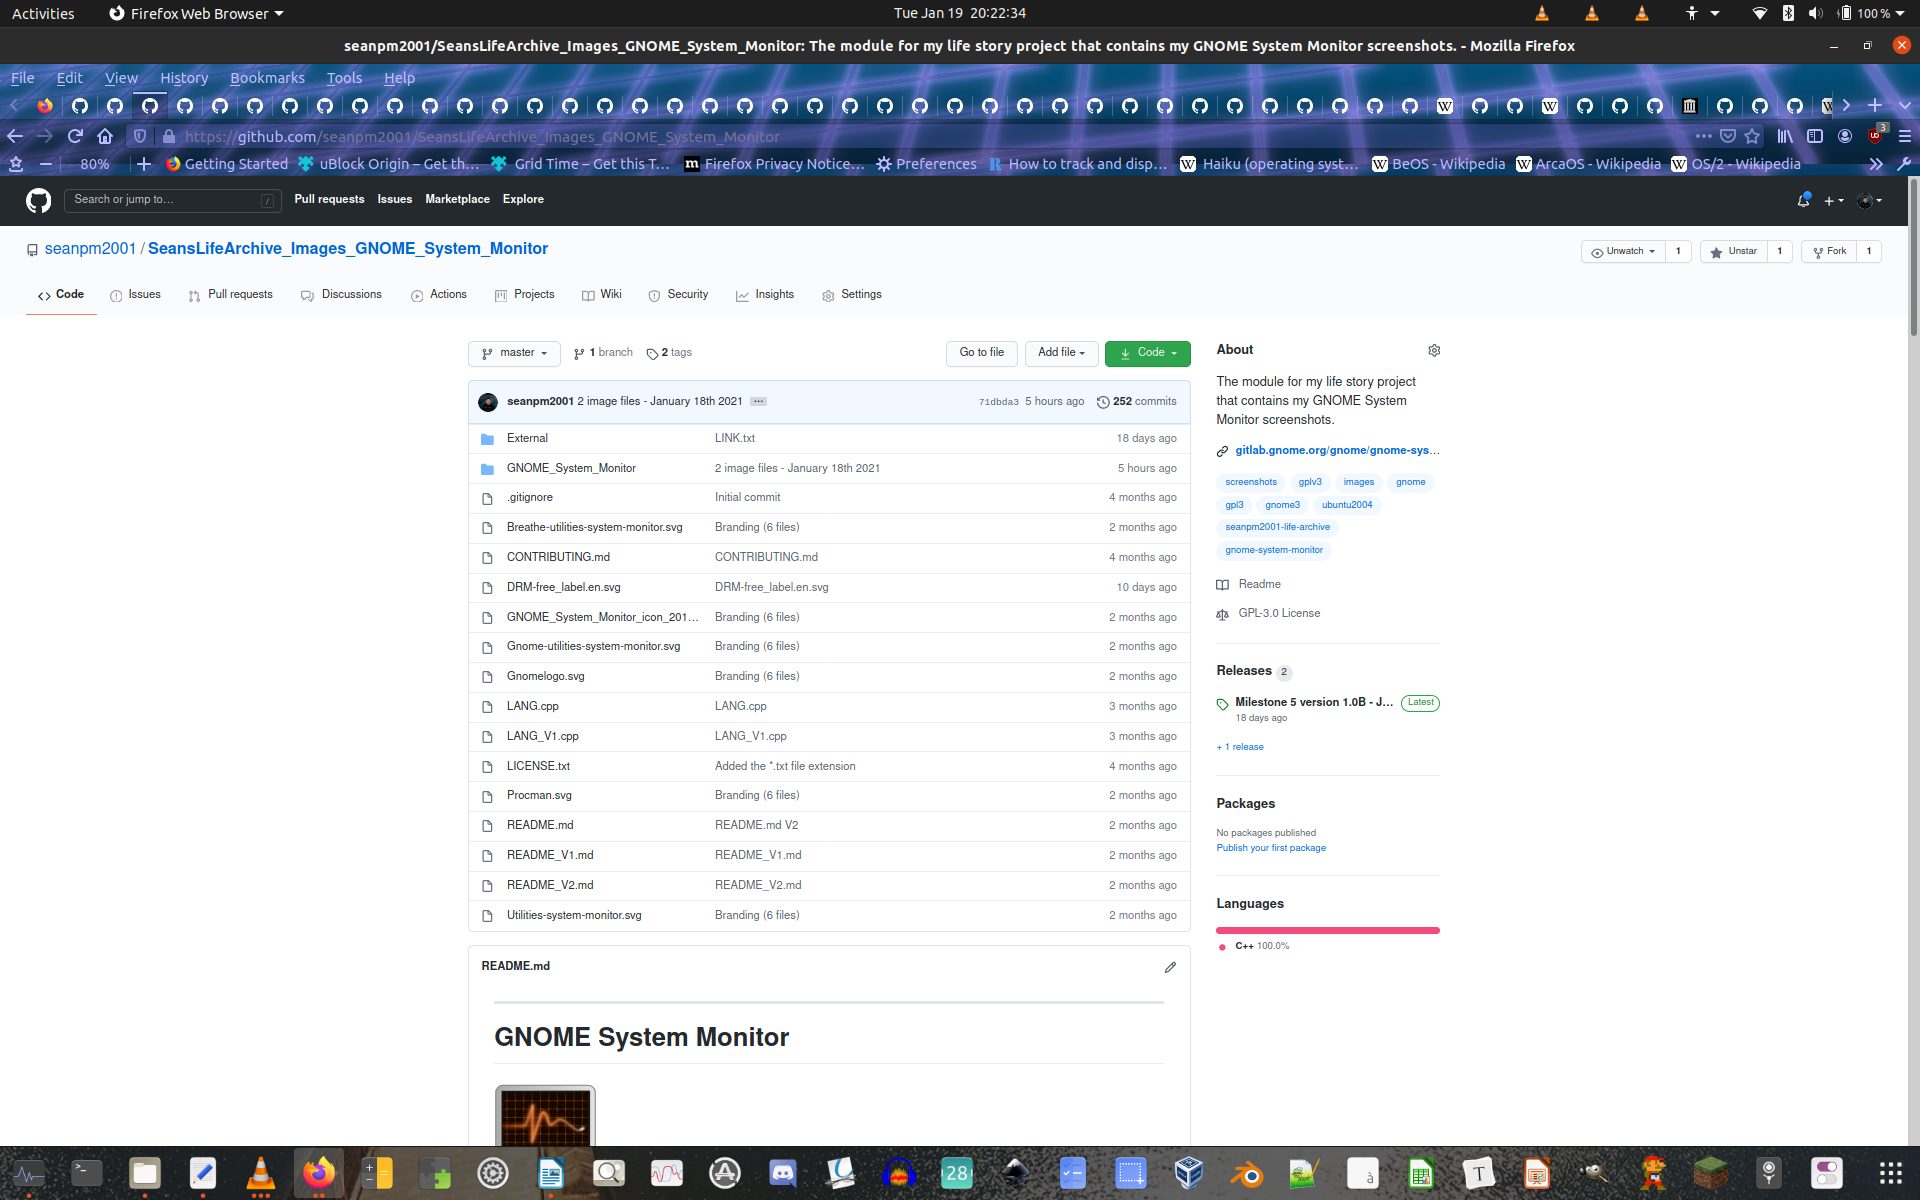 Activities Firefox Web Browser Tue Jan 19 20:22:34 100 %
seanpm2001/SeansLifeArchive_Images_GNOME_System_Monitor: The module for my life story project that contains my GNOME System Monitor screenshots. - Mozilla Firefox
File Edit View History Bookmarks Tools Help
https://github.com/seanpm2001/SeansLifeArchive_Images_GNOME_System_Monitor 3
80% Getting Started uBlock Origin – Get th… Grid Time – Get this T… Firefox Privacy Notice… Preferences How to track and disp… Haiku (operating syst… BeOS - Wikipedia ArcaOS - Wikipedia OS/2 - Wikipedia
Search or jump to… / Pull requests Issues Marketplace Explore
seanpm2001 / SeansLifeArchive_Images_GNOME_System_Monitor Unwatch 1 Unstar 1 Fork 1
Code Issues Pull requests Discussions Actions Projects Wiki Security Insights Settings
master 1 branch 2 tags Go to file Add file Code
seanpm2001 2 image files - January 18th 2021 ... 71dbda3 5 hours ago 252 commits
External LINK.txt 18 days ago
GNOME_System_Monitor 2 image files - January 18th 2021 5 hours ago
.gitignore Initial commit 4 months ago
Breathe-utilities-system-monitor.svg Branding (6 files) 2 months ago
CONTRIBUTING.md CONTRIBUTING.md 4 months ago
DRM-free_label.en.svg DRM-free_label.en.svg 10 days ago
GNOME_System_Monitor_icon_201… Branding (6 files) 2 months ago
Gnome-utilities-system-monitor.svg Branding (6 files) 2 months ago
Gnomelogo.svg Branding (6 files) 2 months ago
LANG.cpp LANG.cpp 3 months ago
LANG_V1.cpp LANG_V1.cpp 3 months ago
LICENSE.txt Added the *.txt file extension 4 months ago
Procman.svg Branding (6 files) 2 months ago
README.md README.md V2 2 months ago
README_V1.md README_V1.md 2 months ago
README_V2.md README_V2.md 2 months ago
Utilities-system-monitor.svg Branding (6 files) 2 months ago
README.md
GNOME System Monitor
About
The module for my life story project
that contains my GNOME System
Monitor screenshots.
gitlab.gnome.org/gnome/gnome-sys…
screenshots gplv3 images gnome
gpl3 gnome3 ubuntu2004
seanpm2001-life-archive
gnome-system-monitor
Readme
GPL-3.0 License
Releases 2
Milestone 5 version 1.0B - J… Latest
18 days ago
+ 1 release
Packages
No packages published
Publish your first package
Languages
C++ 100.0%
28